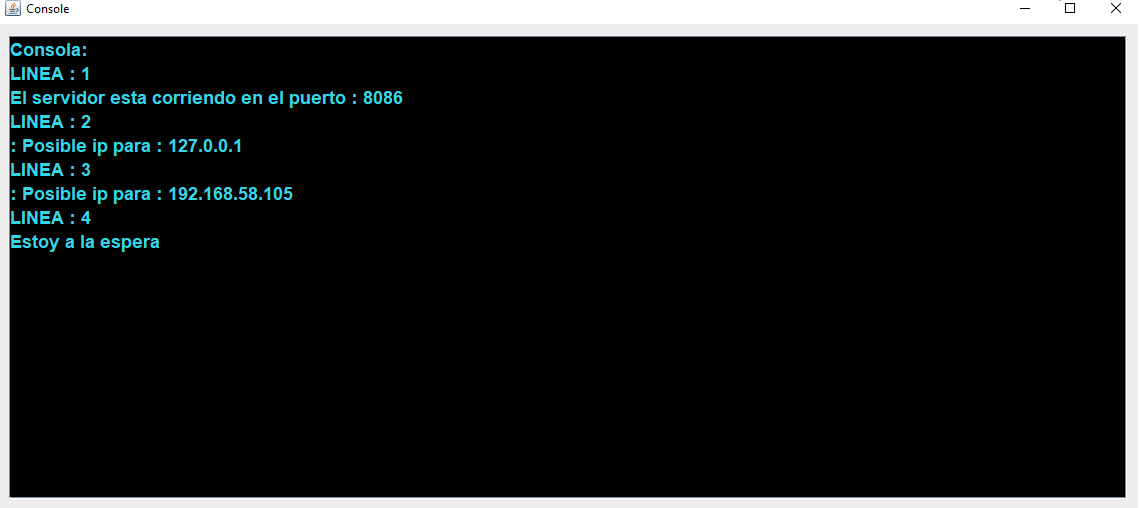 Console
Consola:
LINEA : 1
El servidor esta corriendo en el puerto : 8086
LINEA : 2
: Posible ip para : 127.0.0.1
LINEA : 3
: Posible ip para : 192.168.58.105
LINEA : 4
Estoy a la espera